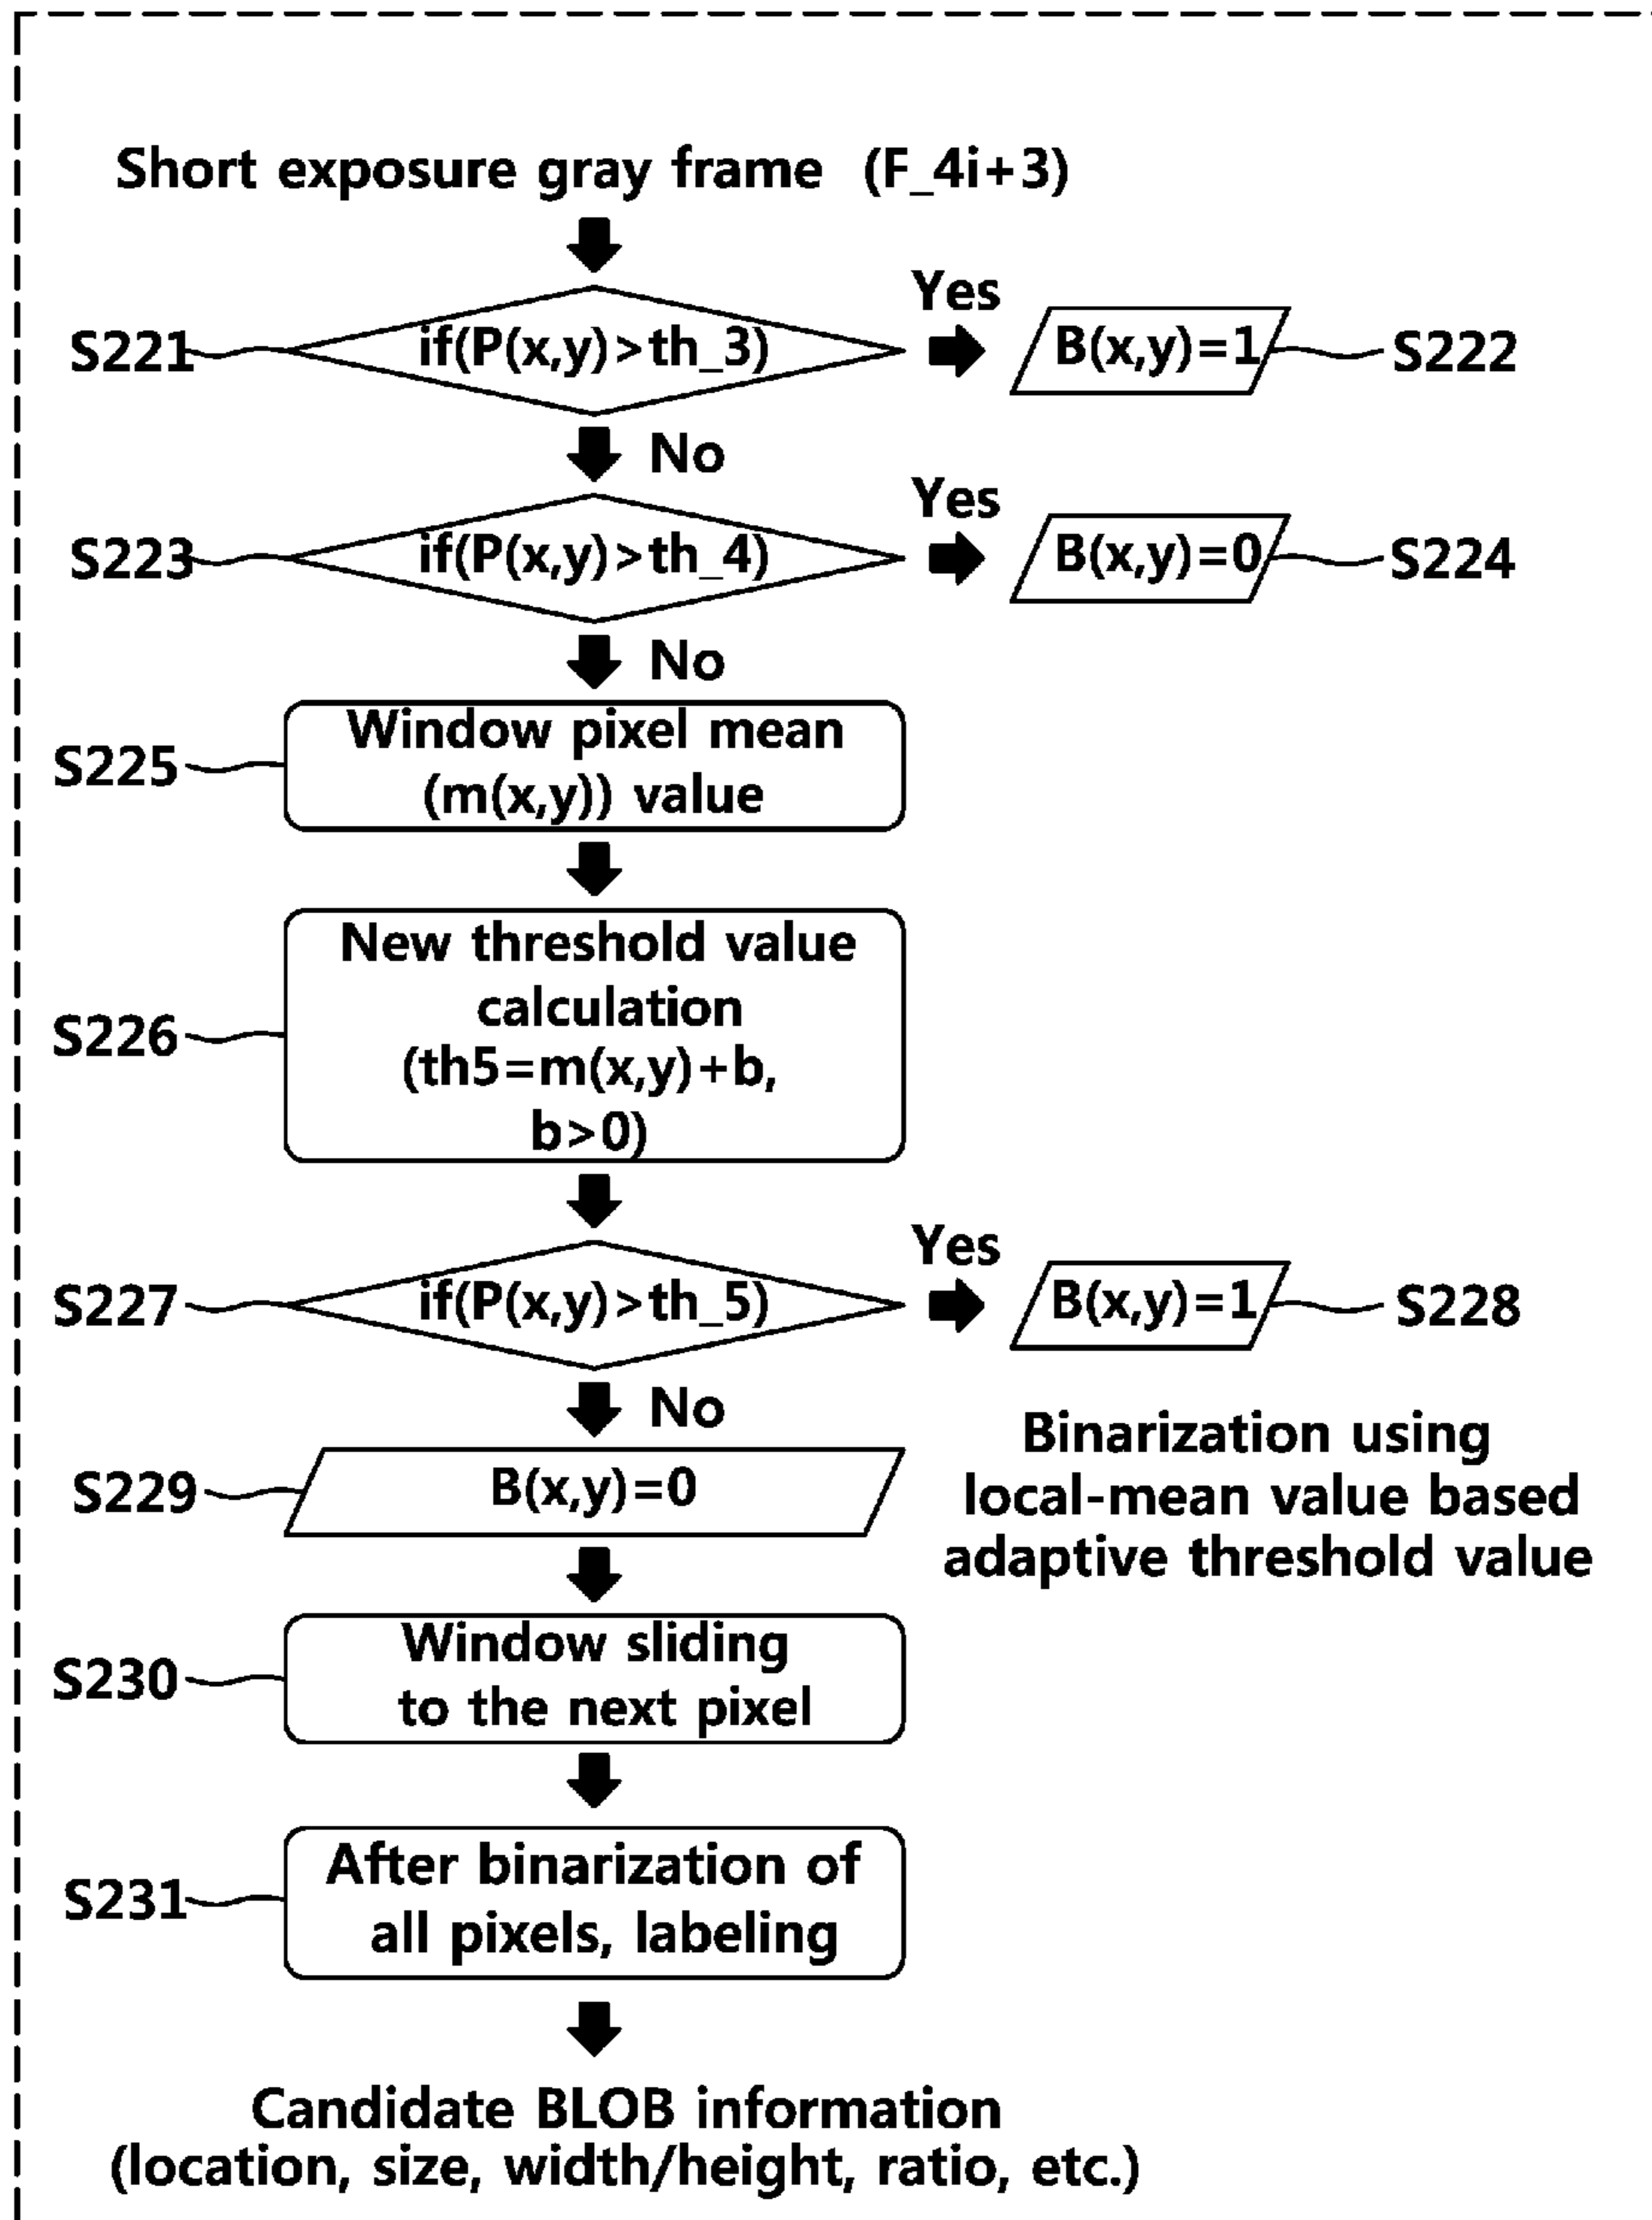 Short exposure gray frame (F_4i+3)
Yes
S221
if(P(x,y)>th_3)
B(x,y)=1
S222
No
Yes
S223
if(P(x,y)>th_4)
B(x,y)=0
S224
No
S225
Window pixel mean
(m(x,y)) value
S226
New threshold value
calculation
(th5=m(x,y)+b,
b>0)
Yes
S227
if(P(x,y)>th_5)
B(x,y)=1
S228
No
S229
B(x,y)=0
Binarization using
local-mean value based
adaptive threshold value
S230
Window sliding
to the next pixel
S231
After binarization of
all pixels, labeling
Candidate BLOB information
(location, size, width/height, ratio, etc.)